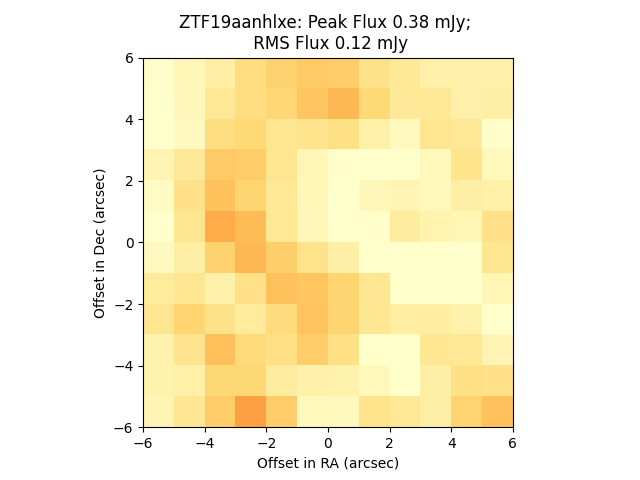 ZTF19aanhlxe: Peak Flux 0.38 mJy;
RMS Flux 0.12 mJy
6
4
2
0
−2
−4
−6
Offset in Dec (arcsec)
−6 −4 −2 0 2 4 6
Offset in RA (arcsec)